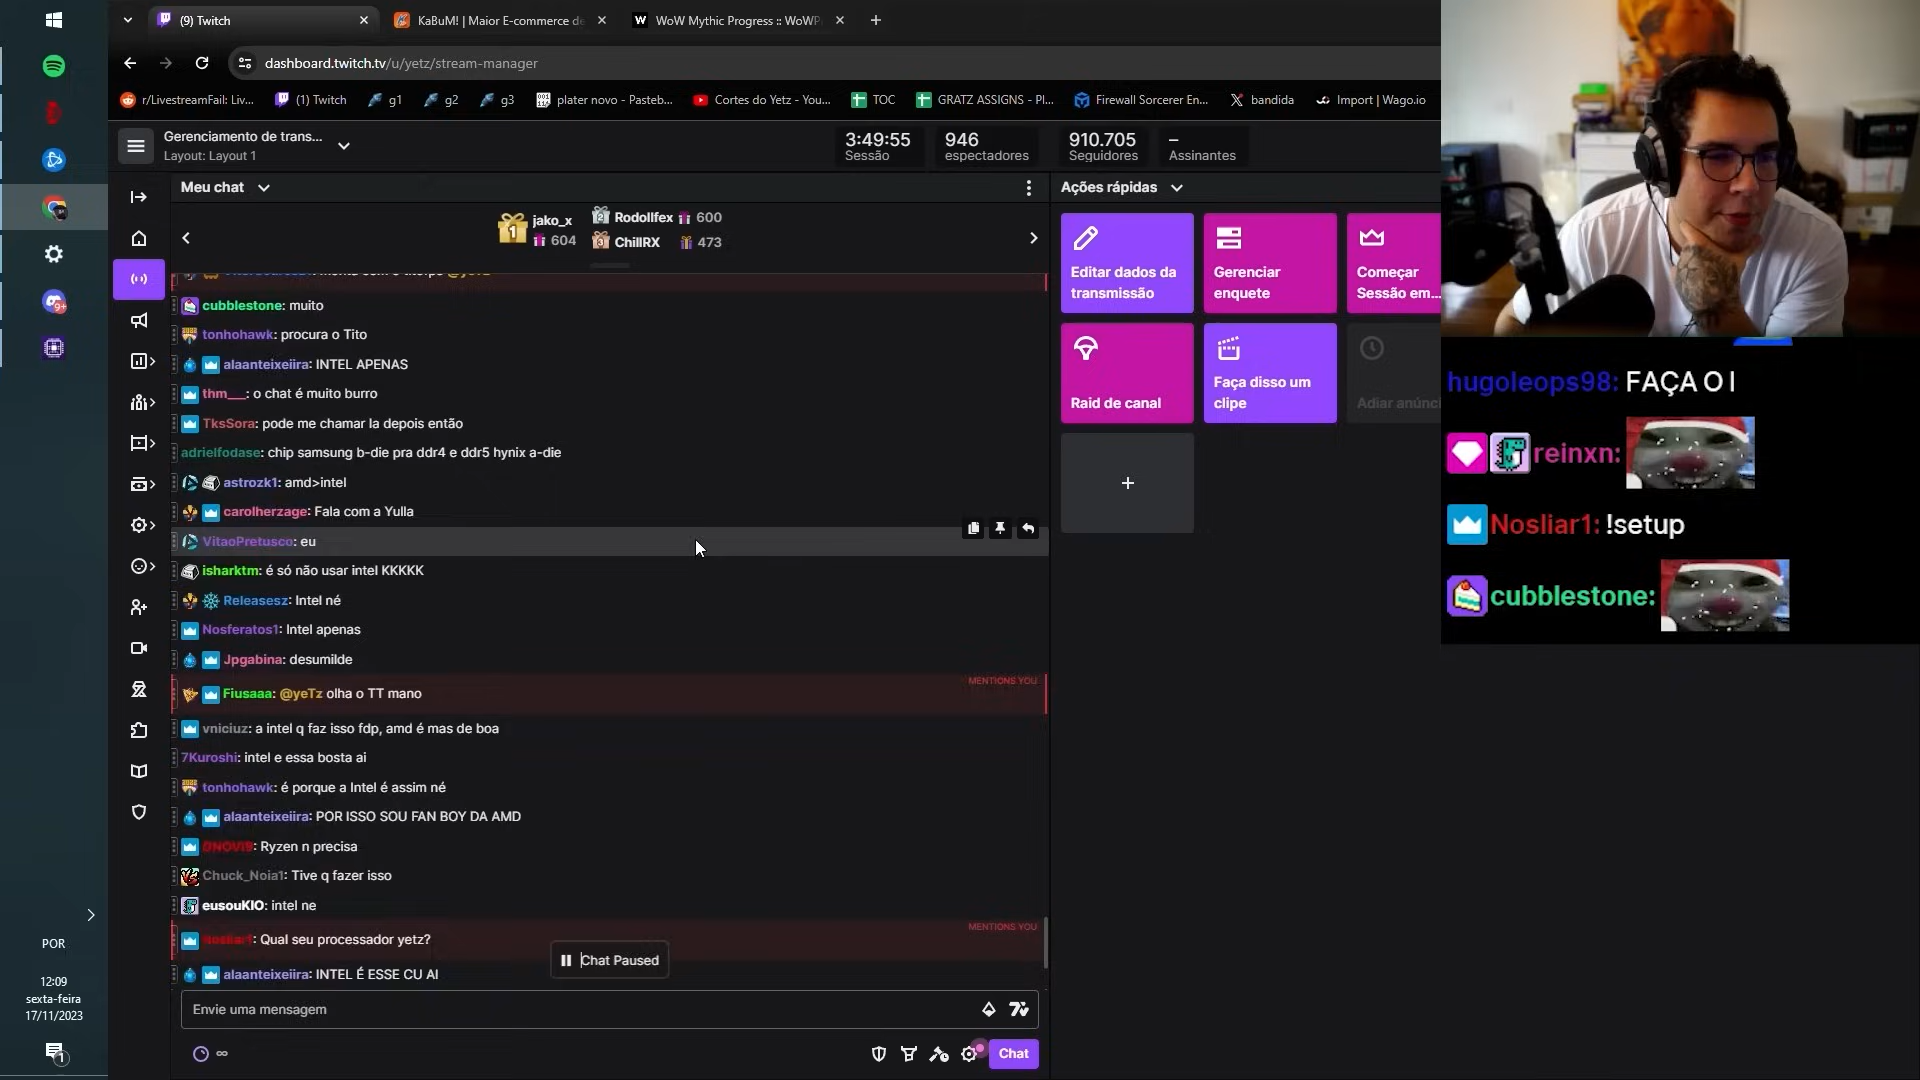 (9) Twitch
KaBuM! | Maior E-commerce de
WoW Mythic Progress :: WoWP
dashboard.twitch.tv/u/yetz/stream-manager
r/LivestreamFail: Liv...
(1) Twitch
g1
g2
g3
plater novo - Pasteb...
Cortes do Yetz - You...
TOC
GRATZ ASSIGNS - Pl...
Firewall Sorcerer En...
bandida
Import | Wago.io
Gerenciamento de trans...
Layout: Layout 1
3:49:55
Sessão
946
espectadores
910.705
Seguidores
–
Assinantes
Meu chat
Ações rápidas
1
jako_x
604
2
Rodollfex 600
3
ChillRX 473
cubblestone: muito
tonhohawk: procura o Tito
alaanteixeiira: INTEL APENAS
thm___: o chat é muito burro
TksSora: pode me chamar la depois então
adrielfodase: chip samsung b-die pra ddr4 e ddr5 hynix a-die
astrozk1: amd>intel
carolherzage: Fala com a Yulla
VitaoPretusco: eu
isharktm: é só não usar intel KKKKK
Releasesz: Intel né
Nosferatos1: Intel apenas
Jpgabina: desumilde
MENTIONS YOU
Fiusaaa: @yeTz olha o TT mano
vniciuz: a intel q faz isso fdp, amd é mas de boa
7Kuroshi: intel e essa bosta ai
tonhohawk: é porque a Intel é assim né
alaanteixeiira: POR ISSO SOU FAN BOY DA AMD
Ryzen n precisa
Chuck_Noia1: Tive q fazer isso
eusouKIO: intel ne
MENTIONS YOU
Nosliar1: Qual seu processador yetz?
alaanteixeiira: INTEL É ESSE CU AI
Chat Paused
Envie uma mensagem
∞
Chat
Editar dados da
transmissão
Gerenciar
enquete
Começar
Sessão em...
Raid de canal
Faça disso um
clipe
Adiar anúnci
hugoleops98: FAÇA O I
reinxn:
Nosliar1: !setup
cubblestone:
9+
POR
12:09
sexta-feira
17/11/2023
1